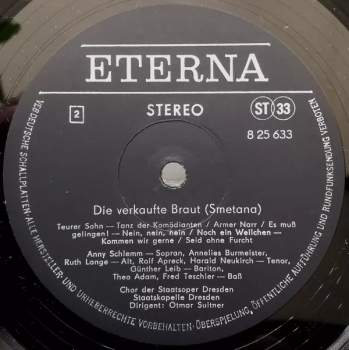 ETERNA
2
STEREO
ST 33
8 25 633
Die verkaufte Braut (Smetana)
Teurer Sohn — Tanz der Komödianten / Armer Narr / Es muß
gelingen! — Nein, nein, nein / Noch ein Weilchen —
Kommen wir gerne / Seid ohne Furcht
Anny Schlemm — Sopran, Annelies Burmeister,
Ruth Lange — Alt, Rolf Apreck, Harald Neukirch — Tenor,
Günther Leib — Bariton,
Theo Adam, Fred Teschler — Baß
Chor der Staatsoper Dresden
Staatskapelle Dresden
Dirigent: Otmar Suitner
VEB DEUTSCHE SCHALLPLATTEN · ALLE HERSTELLER- UND URHEBERRECHTE VORBEHALTEN · ÜBERSPIELUNG, ÖFFENTLICHE AUFFÜHRUNG UND RUNDFUNKSENDUNG VERBOTEN